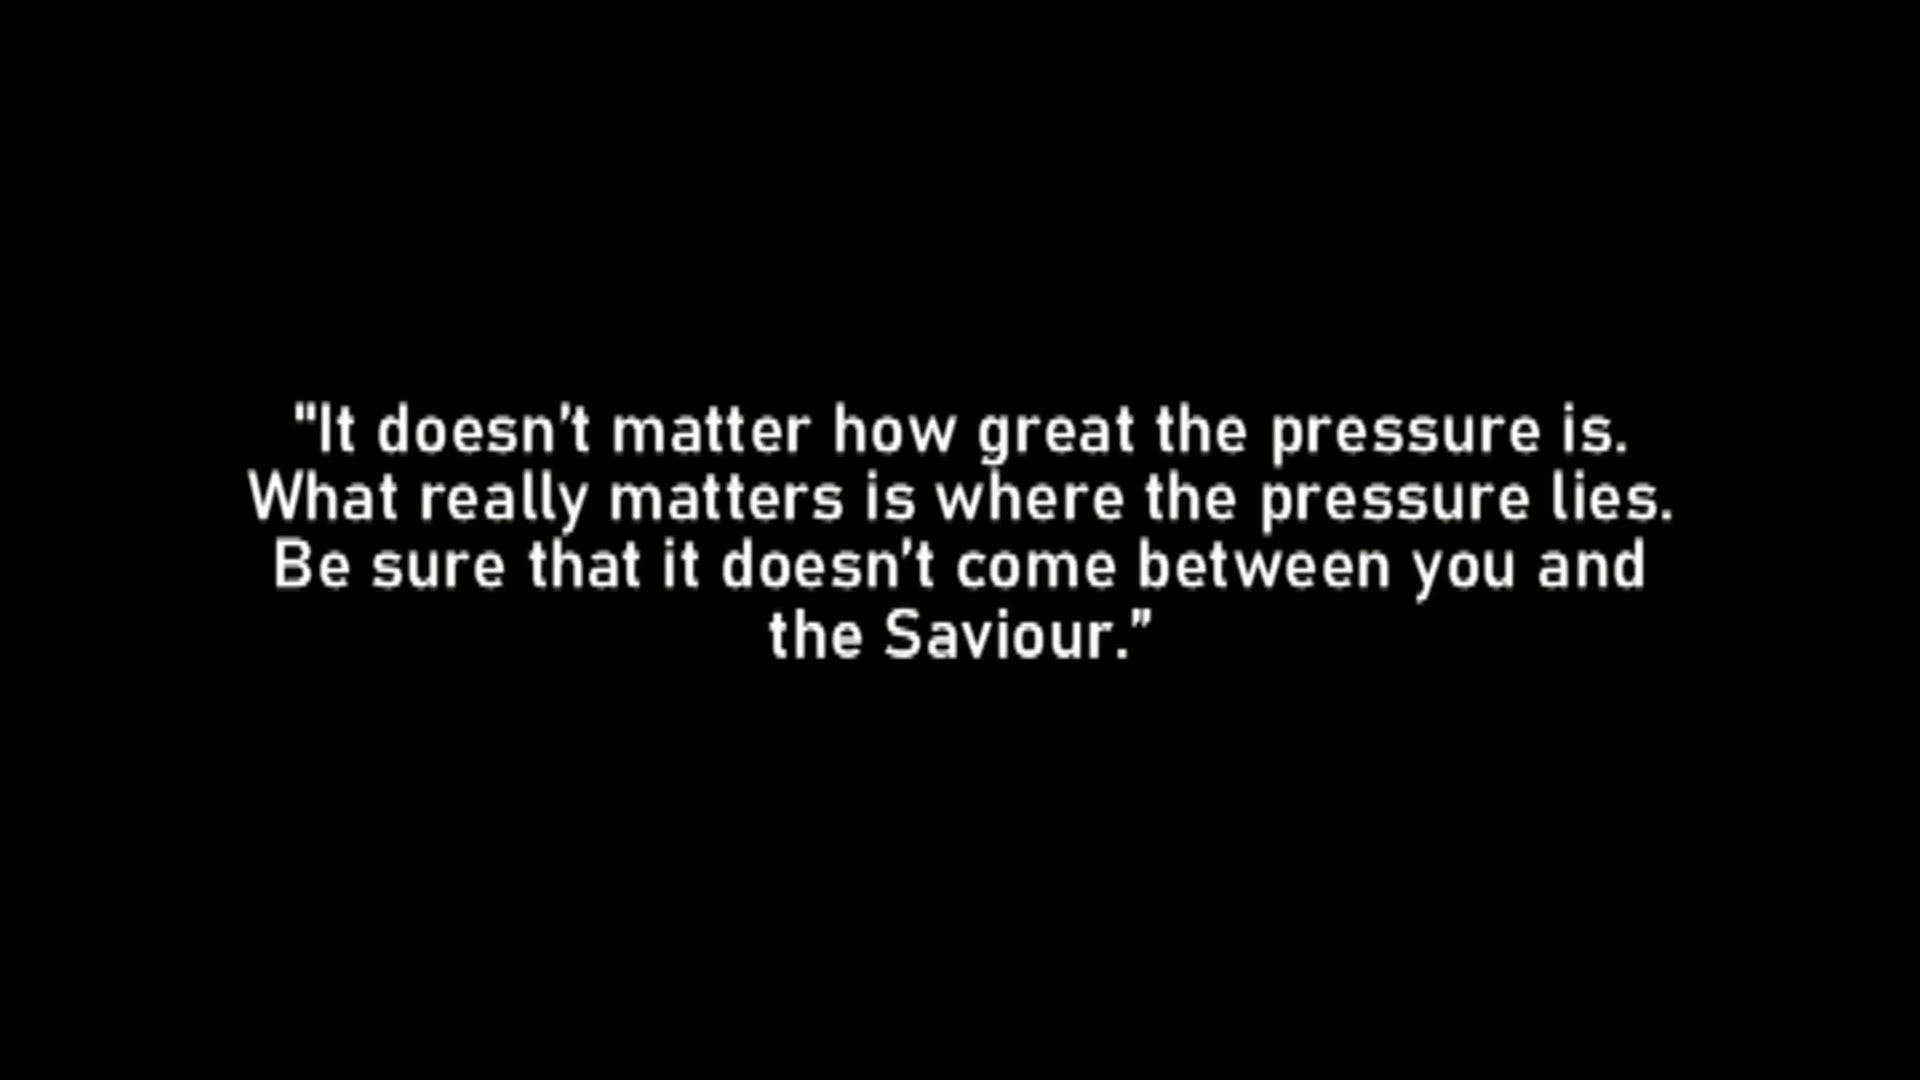 "It doesn't matter how great the pressure is.
What really matters is where the pressure lies.
Be sure that it doesn't come between you and
the Saviour.”